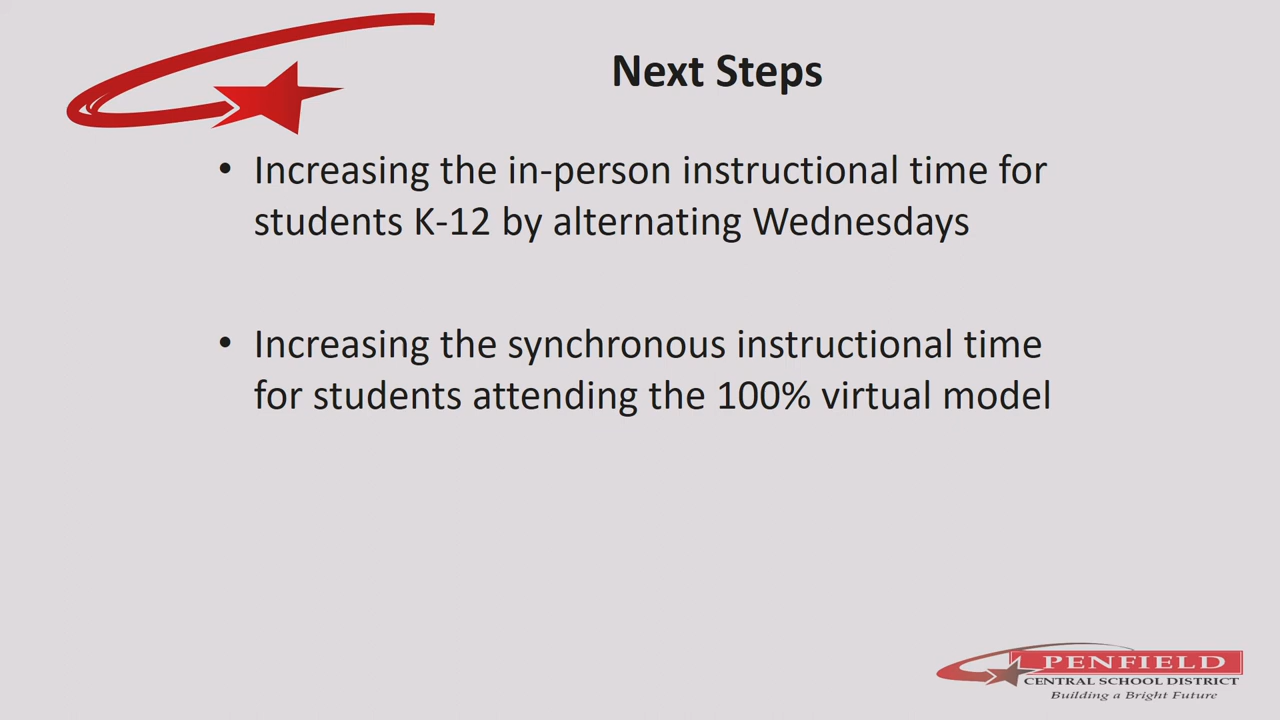 Next Steps
• Increasing the in-person instructional time for
students K-12 by alternating Wednesdays
• Increasing the synchronous instructional time
for students attending the 100% virtual model
PENFIELD
CENTRAL SCHOOL DISTRICT
Building a Bright Future